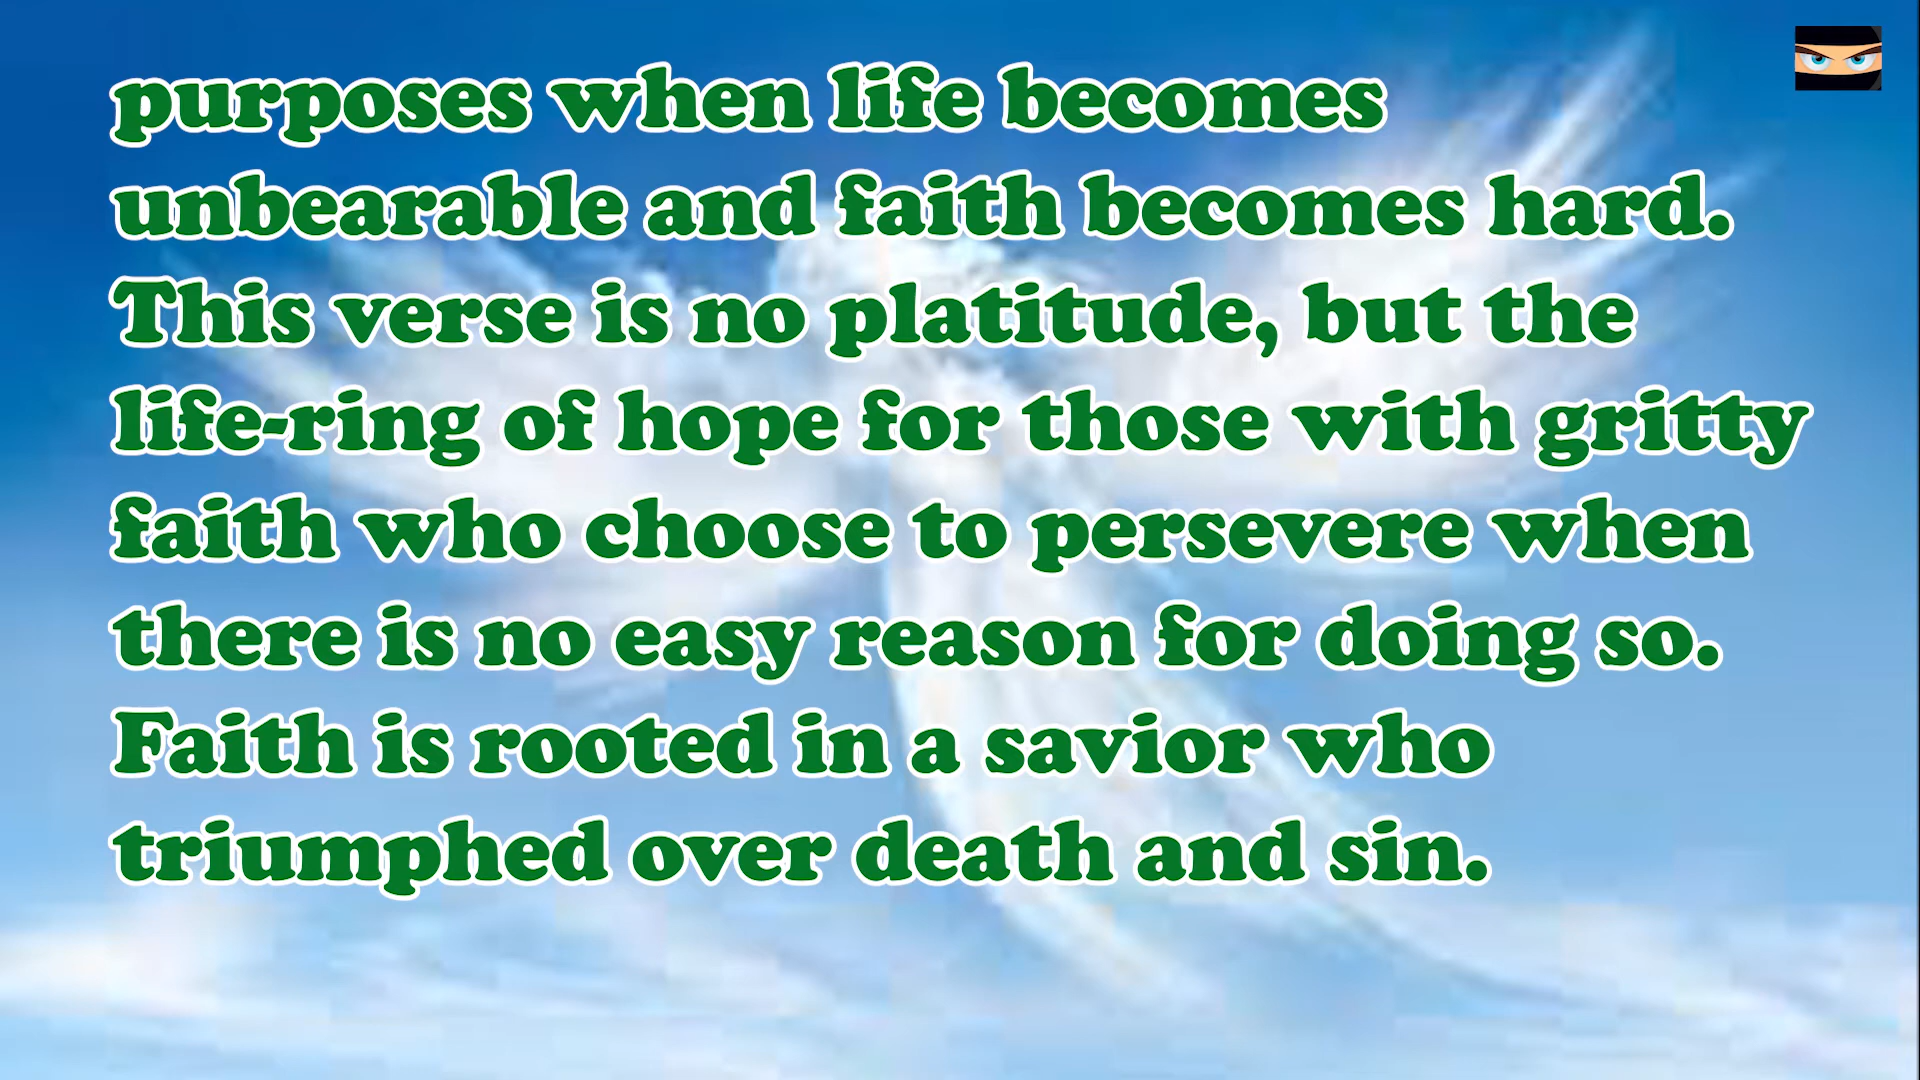 purposes when life becomes
unbearable and faith becomes hard.
This verse is no platitude, but the
life-ring of hope for those with gritty
faith who choose to persevere when
there is no easy reason for doing so.
Faith is rooted in a savior who
triumphed over death and sin.